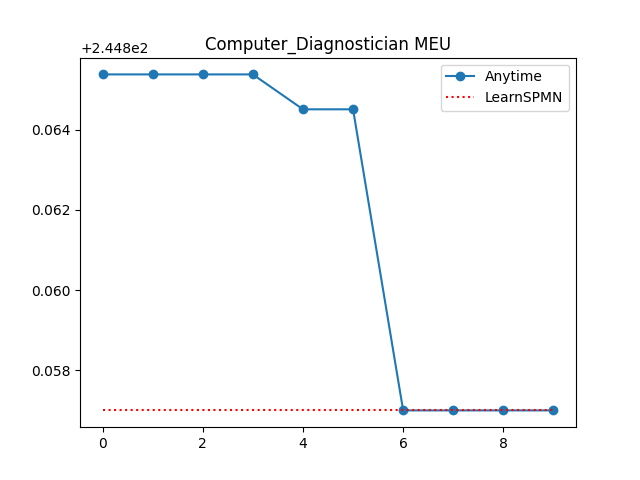 Computer_Diagnostician MEU
+2.448e2
Anytime
LearnSPMN
0.064
0.062
0.060
0.058
0 2 4 6 8